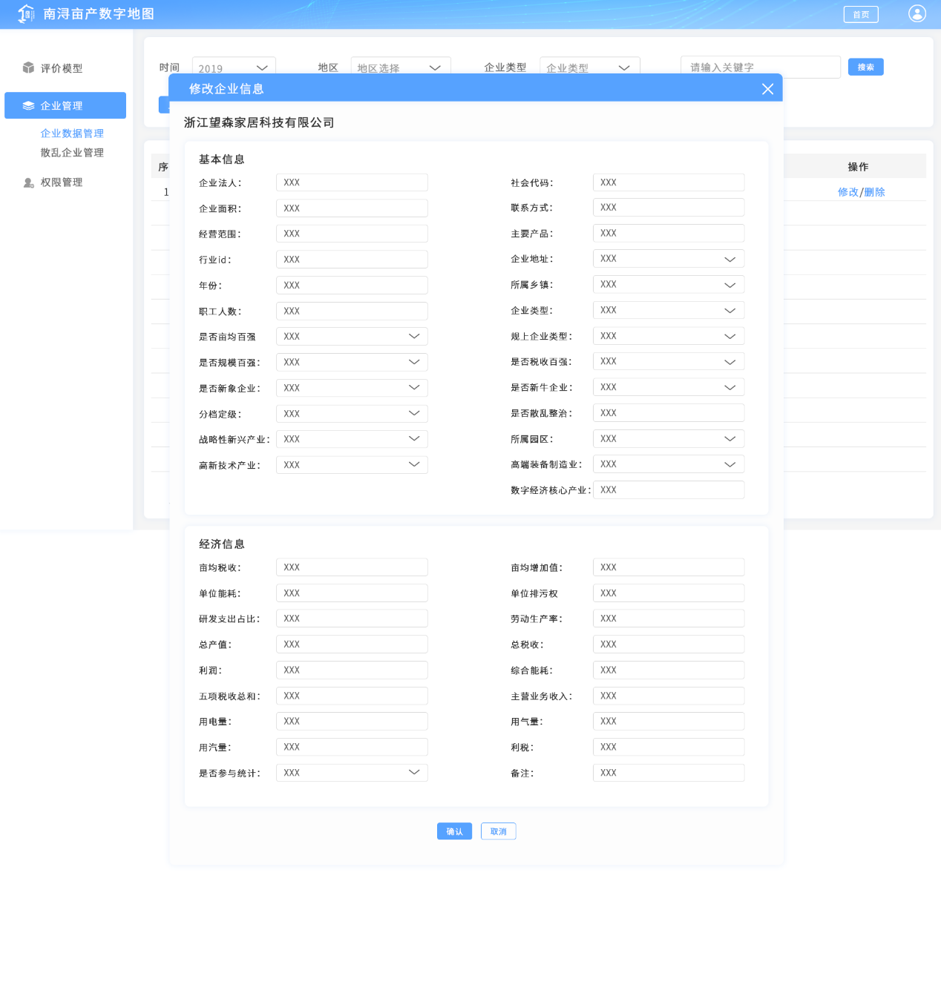 南浔亩产数字地图
首页
评价模型
企业管理
企业数据管理
散乱企业管理
权限管理
时间
2019
地区
地区选择
企业类型
企业类型
请输入关键字
搜索
序
操作
1
修改/删除
修改企业信息
浙江望森家居科技有限公司
基本信息
企业法人： XXX
社会代码： XXX
企业面积： XXX
联系方式： XXX
经营范围： XXX
主要产品： XXX
行业id： XXX
企业地址： XXX
年份： XXX
所属乡镇： XXX
职工人数： XXX
企业类型： XXX
是否亩均百强 XXX
规上企业类型： XXX
是否规模百强： XXX
是否税收百强： XXX
是否新象企业： XXX
是否新牛企业： XXX
分档定级： XXX
是否散乱整治： XXX
战略性新兴产业： XXX
所属园区： XXX
高新技术产业： XXX
高端装备制造业： XXX
数字经济核心产业： XXX
经济信息
亩均税收： XXX
亩均增加值： XXX
单位能耗： XXX
单位排污权 XXX
研发支出占比： XXX
劳动生产率： XXX
总产值： XXX
总税收： XXX
利润： XXX
综合能耗： XXX
五项税收总和： XXX
主营业务收入： XXX
用电量： XXX
用气量： XXX
用汽量： XXX
利税： XXX
是否参与统计： XXX
备注： XXX
确认
取消